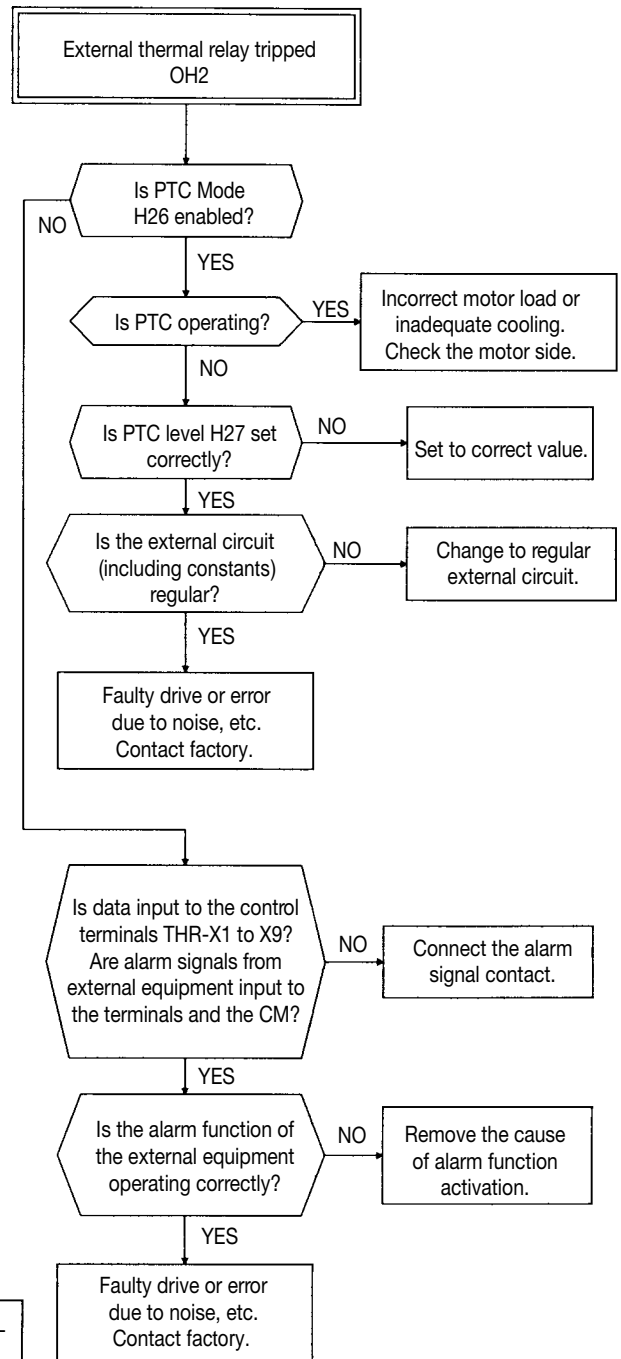 External thermal relay tripped
OH2
Is PTC Mode
H26 enabled?
NO
YES
Is PTC operating?
YES
Incorrect motor load or
inadequate cooling.
Check the motor side.
NO
Is PTC level H27 set
correctly?
NO
Set to correct value.
YES
Is the external circuit
(including constants)
regular?
NO
Change to regular
external circuit.
YES
Faulty drive or error
due to noise, etc.
Contact factory.
Is data input to the control
terminals THR-X1 to X9?
Are alarm signals from
external equipment input to
the terminals and the CM?
NO
Connect the alarm
signal contact.
YES
Is the alarm function of
the external equipment
operating correctly?
NO
Remove the cause
of alarm function
activation.
YES
Faulty drive or error
due to noise, etc.
Contact factory.